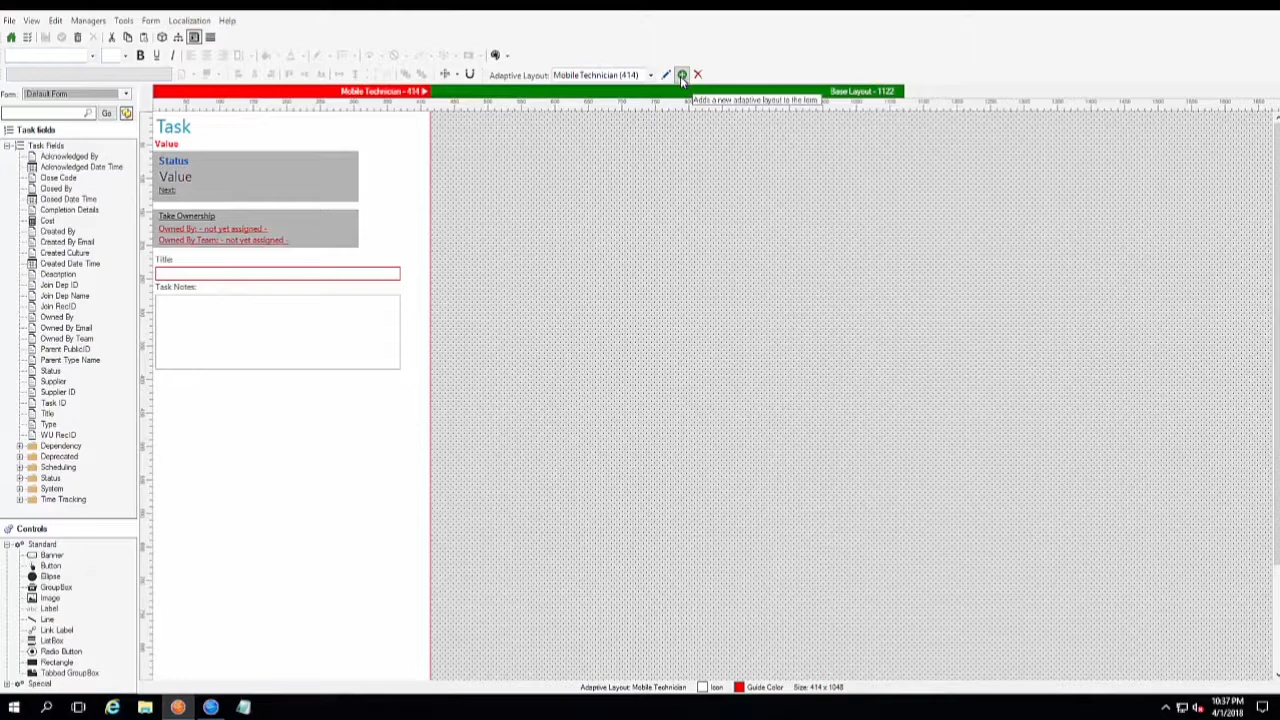 File View Edit Managers Tools Form Localization Help
B U I
Adaptive Layout: Mobile Technician (414)
Form: (Default Form)
Mobile Technician - 414
Base Layout - 1122
Adds a new adaptive layout to the form.
Go
Task fields
Task Fields
Acknowledged By
Acknowledged Date Time
Close Code
Closed By
Closed Date Time
Completion Details
Cost
Created By
Created By Email
Created Culture
Created Date Time
Description
Join Dep ID
Join Dep Name
Join RecID
Owned By
Owned By Email
Owned By Team
Parent PublicID
Parent Type Name
Status
Supplier
Supplier ID
Task ID
Title
Type
WU RecID
Dependency
Deprecated
Scheduling
Status
System
Time Tracking
Controls
Standard
Banner
Button
Ellipse
GroupBox
Image
Label
Line
Link Label
ListBox
Radio Button
Rectangle
Tabbed GroupBox
Special
Task
Value
Status
Value
Next:
Take Ownership
Owned By: - not yet assigned -
Owned By Team: - not yet assigned -
Title:
Task Notes:
Adaptive Layout: Mobile Technician Icon Guide Color Size: 414 x 1048
10:37 PM
4/1/2018